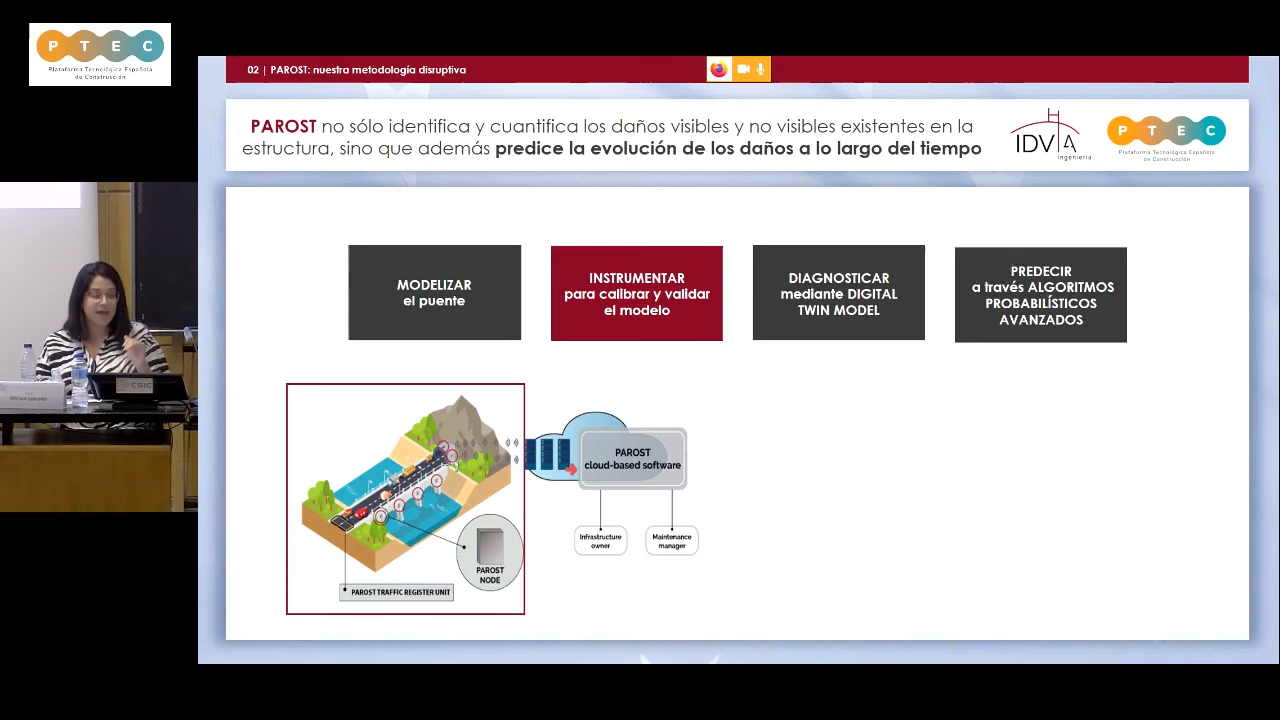 P T E C
Plataforma Tecnológica Española
de Construcción
02 | PAROST: nuestra metodología disruptiva
PAROST no sólo identifica y cuantifica los daños visibles y no visibles existentes en la
estructura, sino que además predice la evolución de los daños a lo largo del tiempo
IDVIA
ingeniería
P T E C
Plataforma Tecnológica Española
de Construcción
MODELIZAR
el puente
INSTRUMENTAR
para calibrar y validar
el modelo
DIAGNOSTICAR
mediante DIGITAL
TWIN MODEL
PREDECIR
a través ALGORITMOS
PROBABILÍSTICOS
AVANZADOS
PAROST
cloud-based software
Infrastructure
owner
Maintenance
manager
PAROST
NODE
PAROST TRAFFIC REGISTER UNIT
CSIC